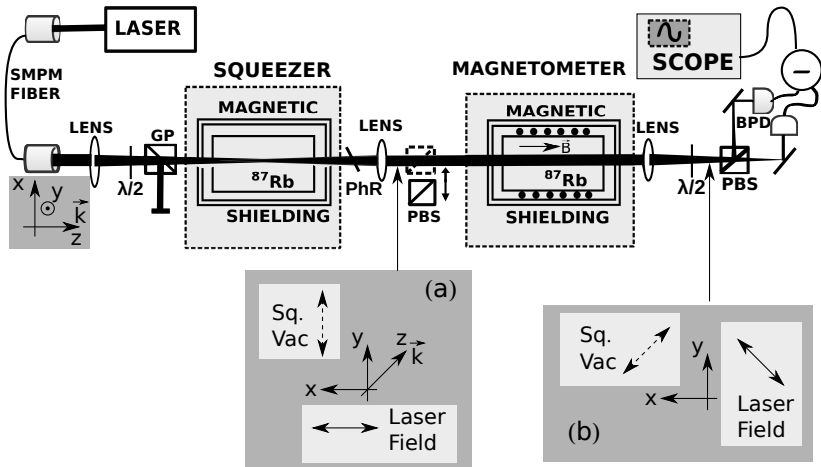 LASER
SMPM
FIBER
LENS
λ/2
GP
SQUEEZER
MAGNETIC
⁸⁷Rb
SHIELDING
PhR
LENS
PBS
MAGNETOMETER
MAGNETIC
B⃗
⁸⁷Rb
SHIELDING
LENS
λ/2
PBS
BPD
SCOPE
−
x
y
k⃗
z
(a)
Sq.
Vac
y
z
k⃗
x
Laser
Field
(b)
Sq.
Vac
y
x
Laser
Field